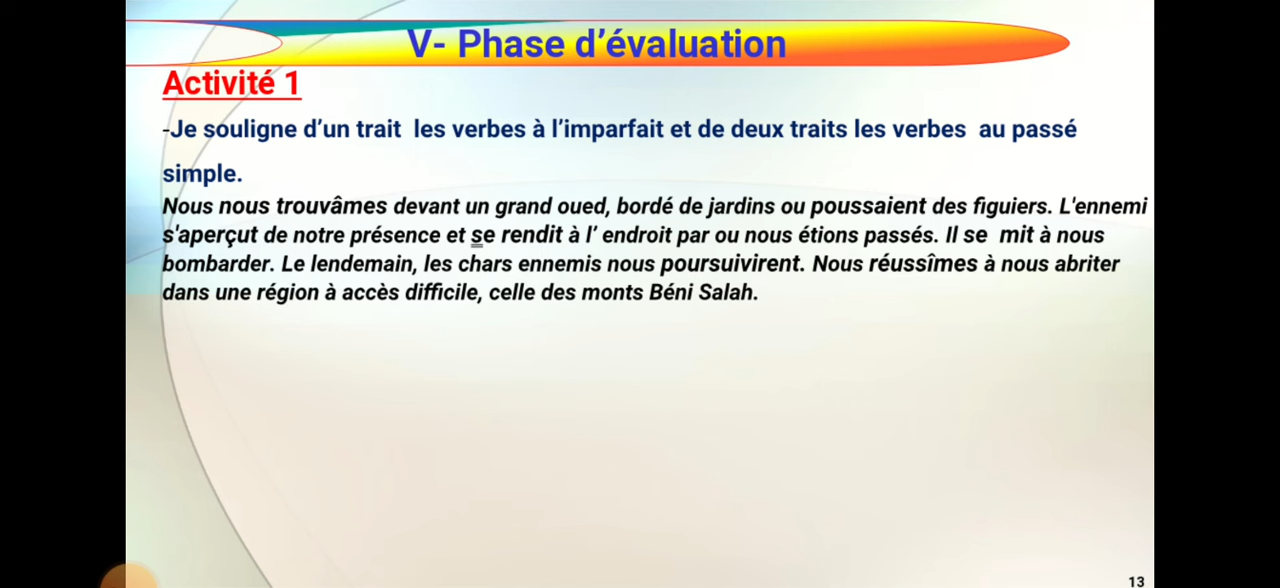 V- Phase d’évaluation
Activité 1
-Je souligne d’un trait les verbes à l’imparfait et de deux traits les verbes au passé
simple.
Nous nous trouvâmes devant un grand oued, bordé de jardins ou poussaient des figuiers. L'ennemi
s'aperçut de notre présence et se rendit à l’ endroit par ou nous étions passés. Il se mit à nous
bombarder. Le lendemain, les chars ennemis nous poursuivirent. Nous réussîmes à nous abriter
dans une région à accès difficile, celle des monts Béni Salah.
13